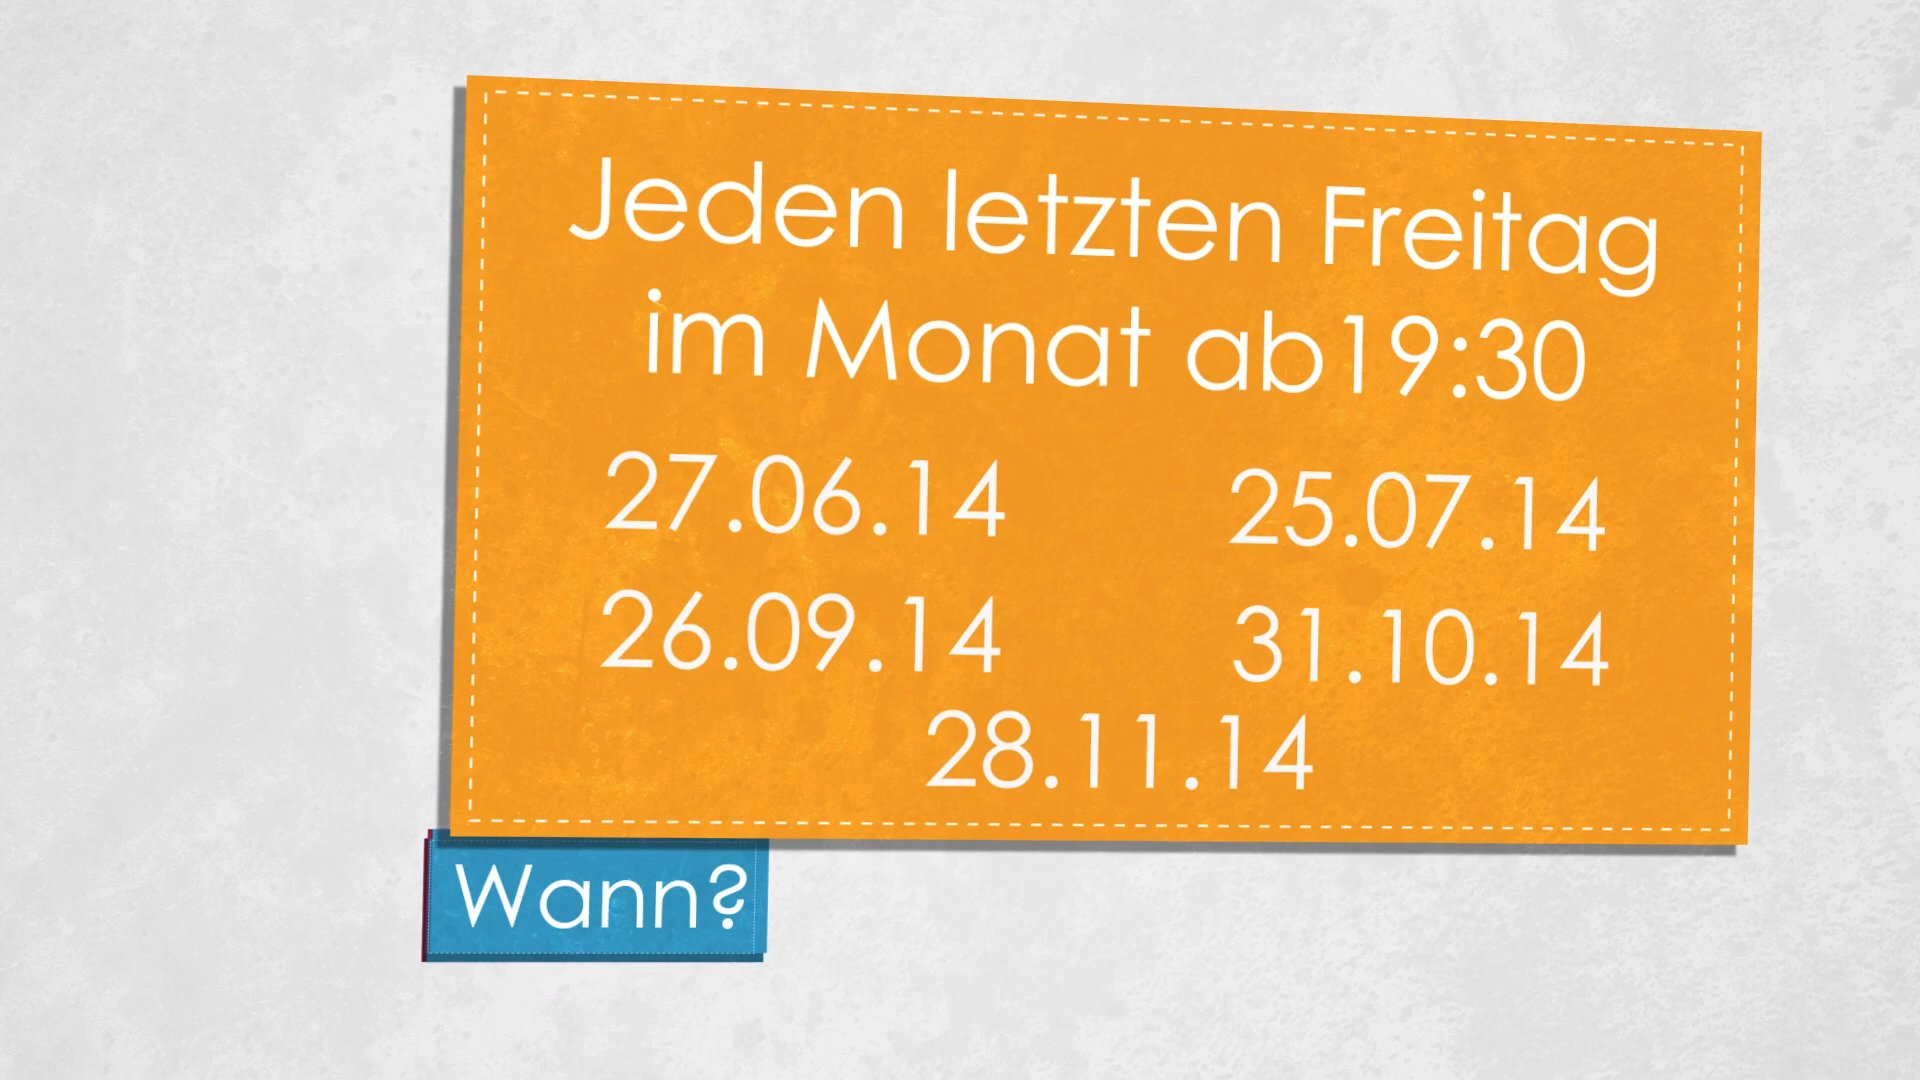 Jeden letzten Freitag
im Monat ab19:30
27.06.14 25.07.14
26.09.14 31.10.14
28.11.14
Wann?